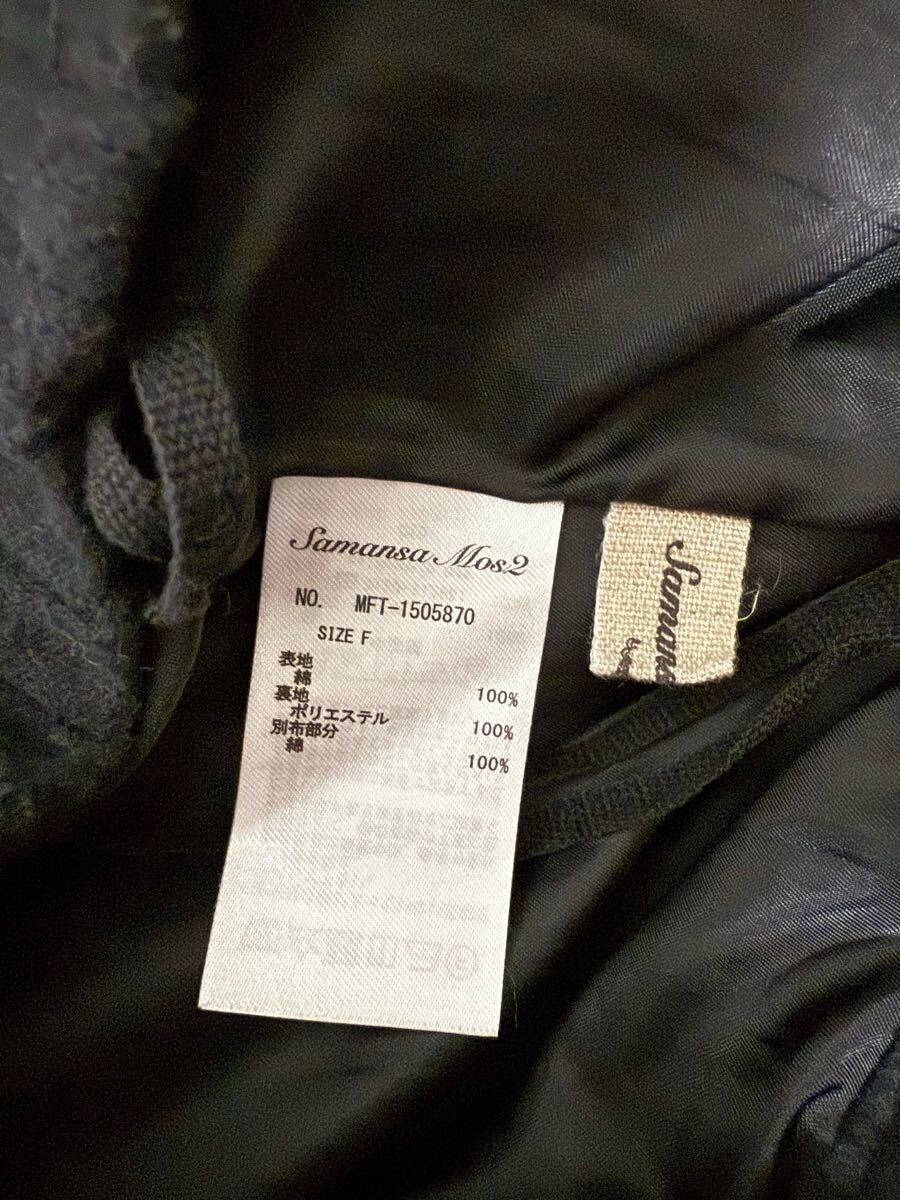 Samansa Mos2
NO. MFT-1505870
SIZE F
表地
綿 100%
裏地
ポリエステル 100%
別布部分
綿 100%
Samans